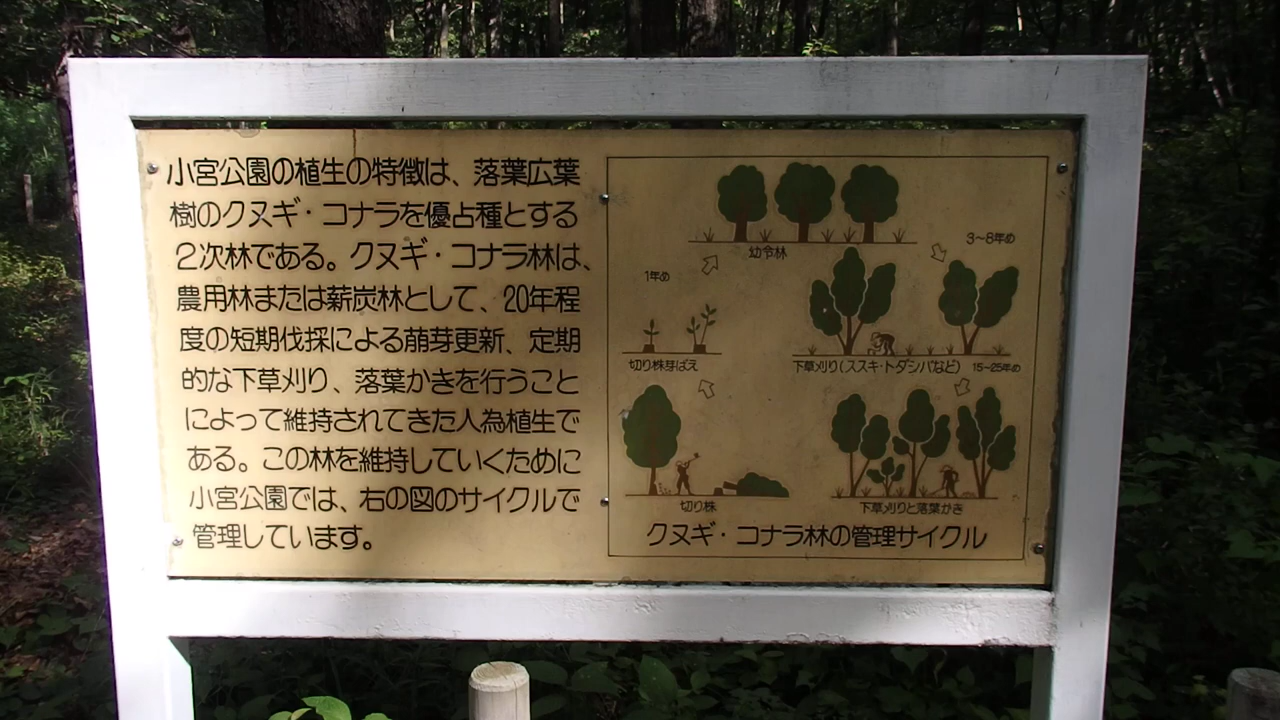 小宮公園の植生の特徴は、落葉広葉
樹のクヌギ・コナラを優占種とする
２次林である。クヌギ・コナラ林は、
農用林または薪炭林として、20年程
度の短期伐採による萠芽更新、定期
的な下草刈り、落葉かきを行うこと
によって維持されてきた人為植生で
ある。この林を維持していくために
小宮公園では、右の図のサイクルで
管理しています。
幼令林
3〜8年め
1年め
切り株芽ばえ
下草刈り(ススキ・トダシバなど)
15〜25年め
切り株
下草刈りと落葉かき
クヌギ・コナラ林の管理サイクル